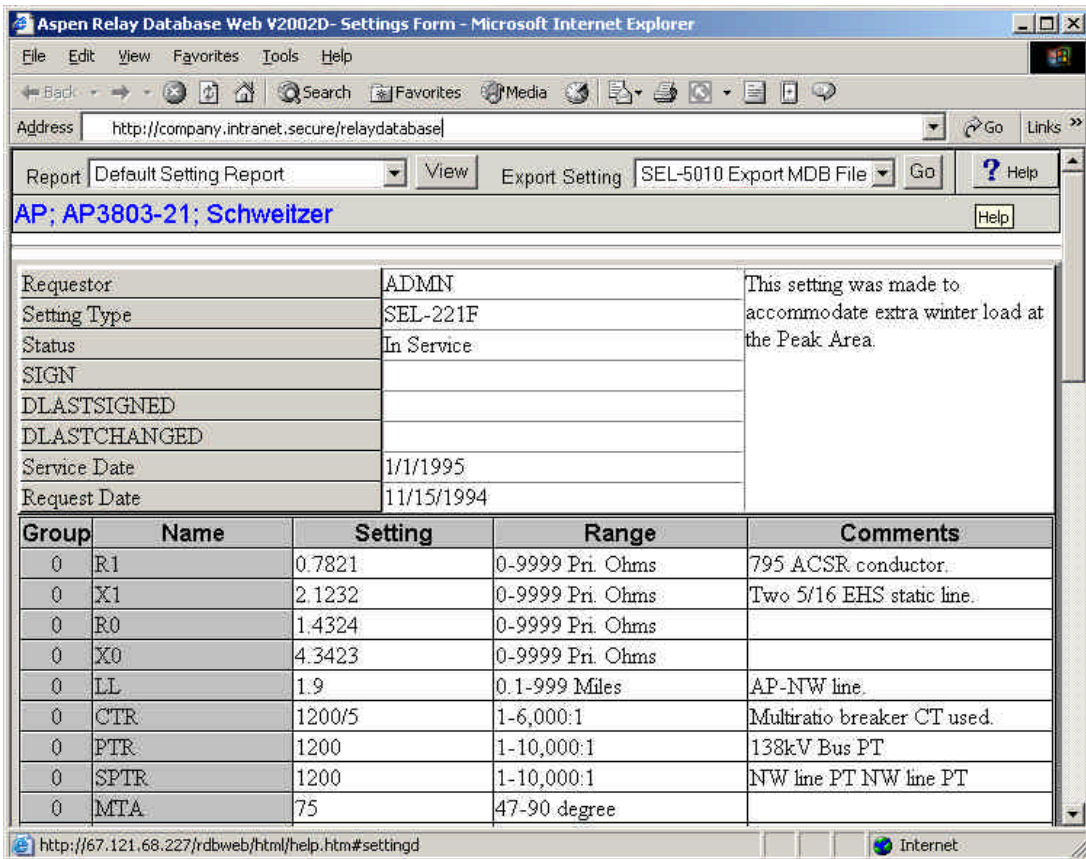 Aspen Relay Database Web V2002D- Settings Form - Microsoft Internet Explorer
File Edit View Favorites Tools Help
Back Search Favorites Media
Address http://company.intranet.secure/relaydatabase Go Links »
Report Default Setting Report View Export Setting SEL-5010 Export MDB File Go ? Help
AP; AP3803-21; Schweitzer Help
Requestor ADMN This setting was made to
Setting Type SEL-221F accommodate extra winter load at
Status In Service the Peak Area.
SIGN
DLASTSIGNED
DLASTCHANGED
Service Date 1/1/1995
Request Date 11/15/1994
Group Name Setting Range Comments
0 R1 0.7821 0-9999 Pri. Ohms 795 ACSR conductor.
0 X1 2.1232 0-9999 Pri. Ohms Two 5/16 EHS static line.
0 R0 1.4324 0-9999 Pri. Ohms
0 X0 4.3423 0-9999 Pri. Ohms
0 LL 1.9 0.1-999 Miles AP-NW line.
0 CTR 1200/5 1-6,000:1 Multiratio breaker CT used.
0 PTR 1200 1-10,000:1 138kV Bus PT
0 SPTR 1200 1-10,000:1 NW line PT NW line PT
0 MTA 75 47-90 degree
http://67.121.68.227/rdbweb/html/help.htm#settingd Internet